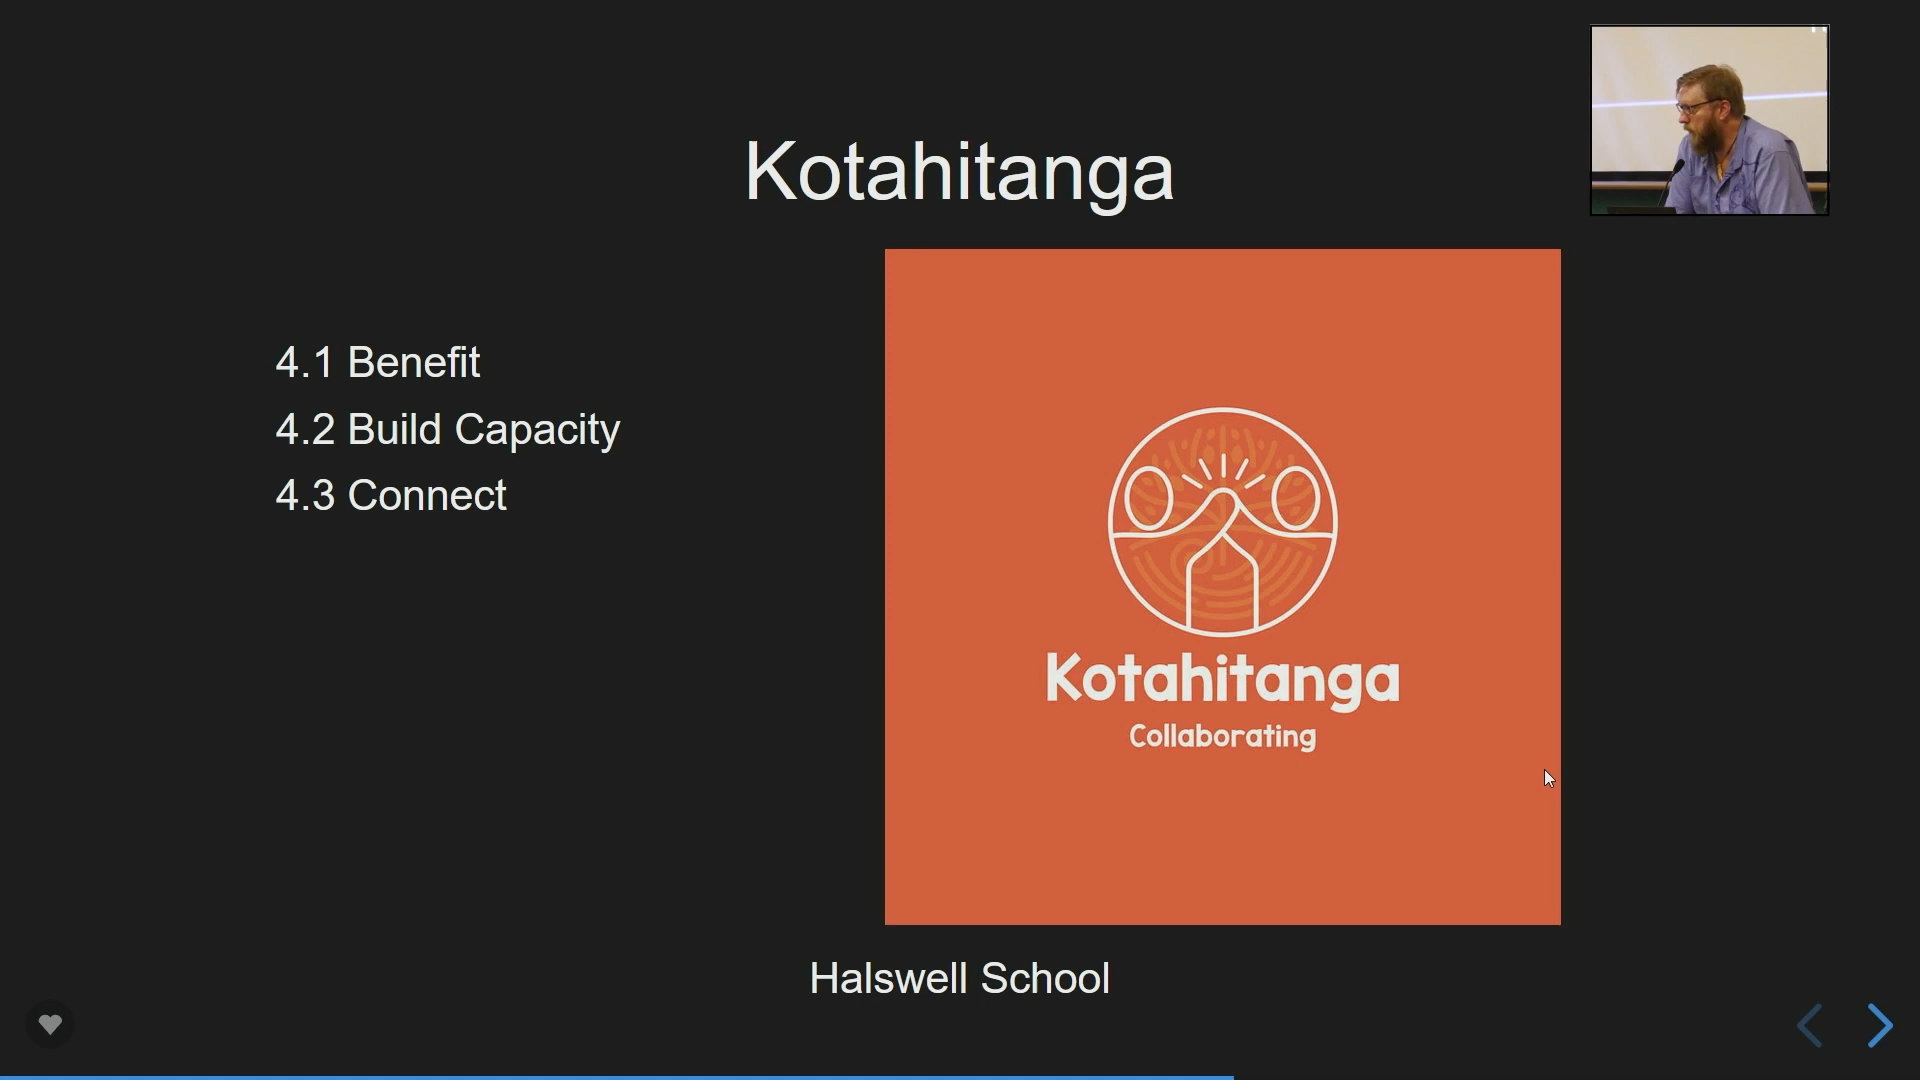 Kotahitanga
4.1 Benefit
4.2 Build Capacity
4.3 Connect
Kotahitanga
Collaborating
Halswell School